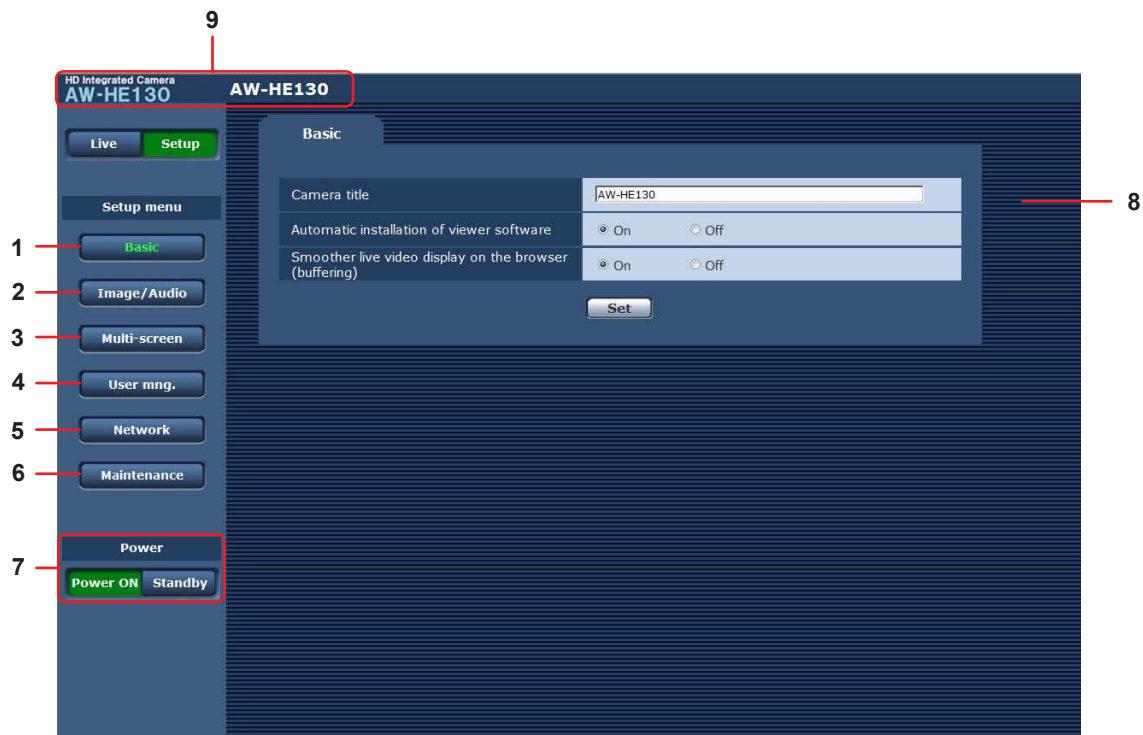 9
HD Integrated Camera
AW-HE130
AW-HE130
Live
Setup
Basic
Camera title
AW-HE130
8
Automatic installation of viewer software
On
Off
Smoother live video display on the browser
(buffering)
On
Off
Set
Setup menu
1
Basic
2
Image/Audio
3
Multi-screen
4
User mng.
5
Network
6
Maintenance
Power
7
Power ON
Standby